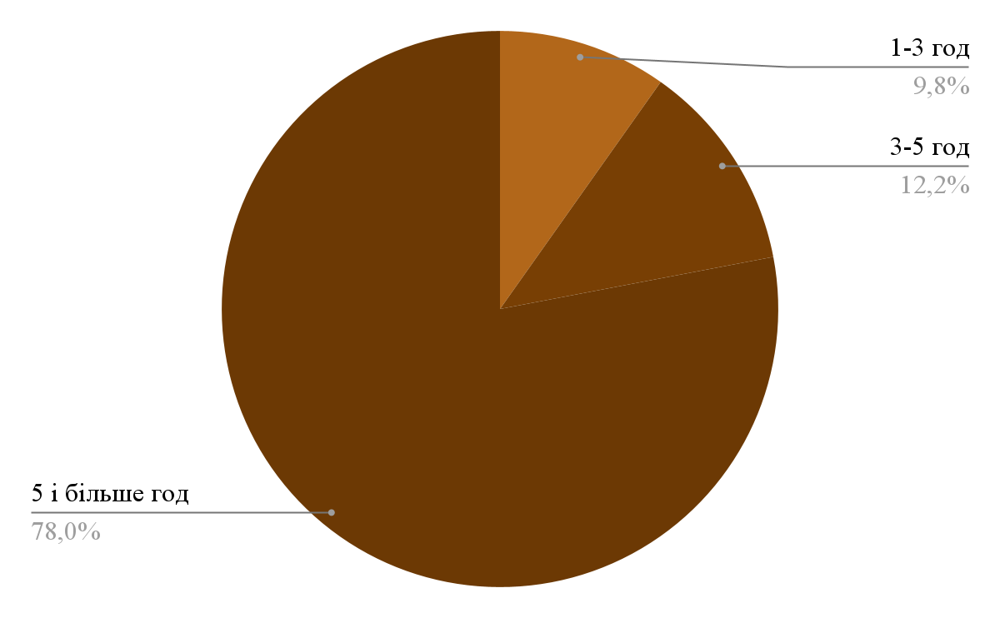 1-3 год
9,8%
3-5 год
12,2%
5 і більше год
78,0%